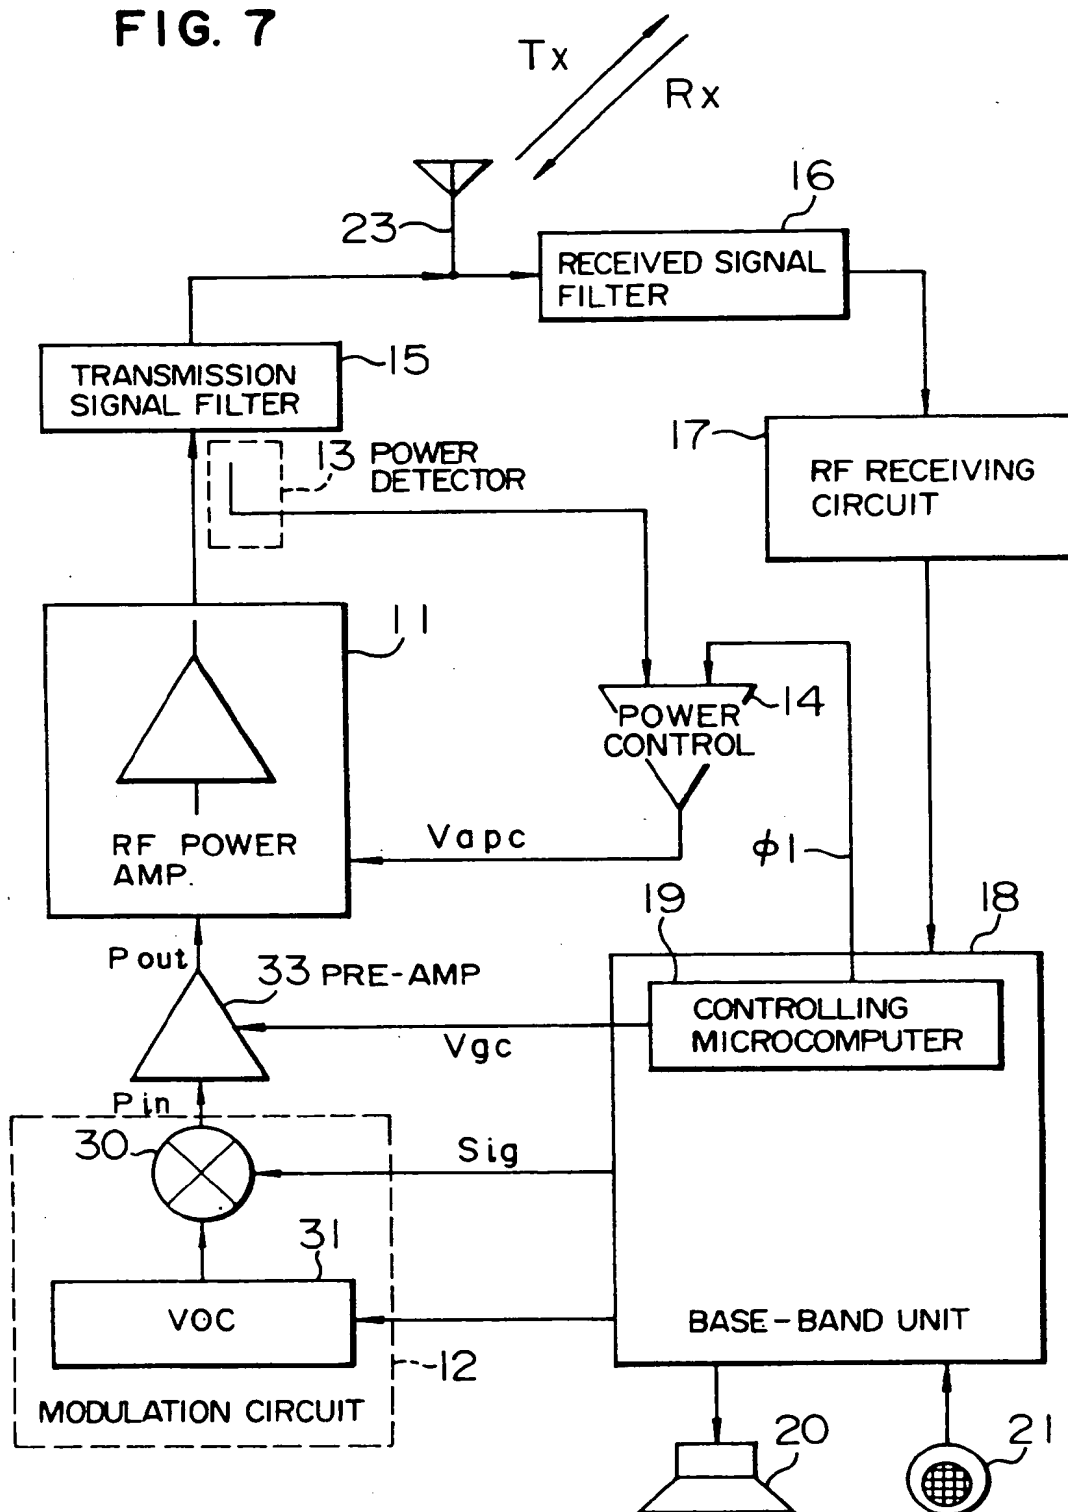 FIG. 7
Tx
Rx
16
23
RECEIVED SIGNAL
FILTER
15
TRANSMISSION
SIGNAL FILTER
13 POWER
DETECTOR
17
RF RECEIVING
CIRCUIT
11
14
POWER
CONTROL
RF POWER
AMP.
Vapc
φ1
19
18
Pout
33 PRE-AMP
CONTROLLING
MICROCOMPUTER
Vgc
Pin
30
Sig
31
VOC
BASE-BAND UNIT
12
MODULATION CIRCUIT
20
21